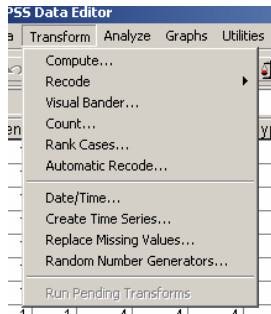 PSS Data Editor
a Transform Analyze Graphs Utilities
Compute...
Recode
Visual Bander...
Count...
Rank Cases...
Automatic Recode...
Date/Time...
Create Time Series...
Replace Missing Values...
Random Number Generators...
Run Pending Transforms